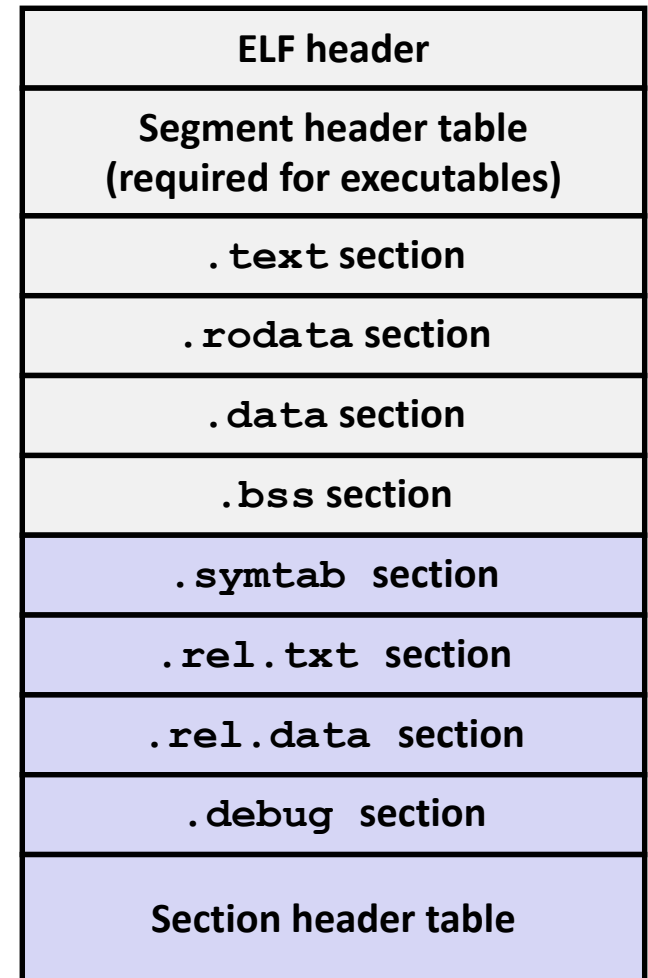 ELF header
Segment header table
(required for executables)
.text section
.rodata section
.data section
.bss section
.symtab section
.rel.txt section
.rel.data section
.debug section
Section header table